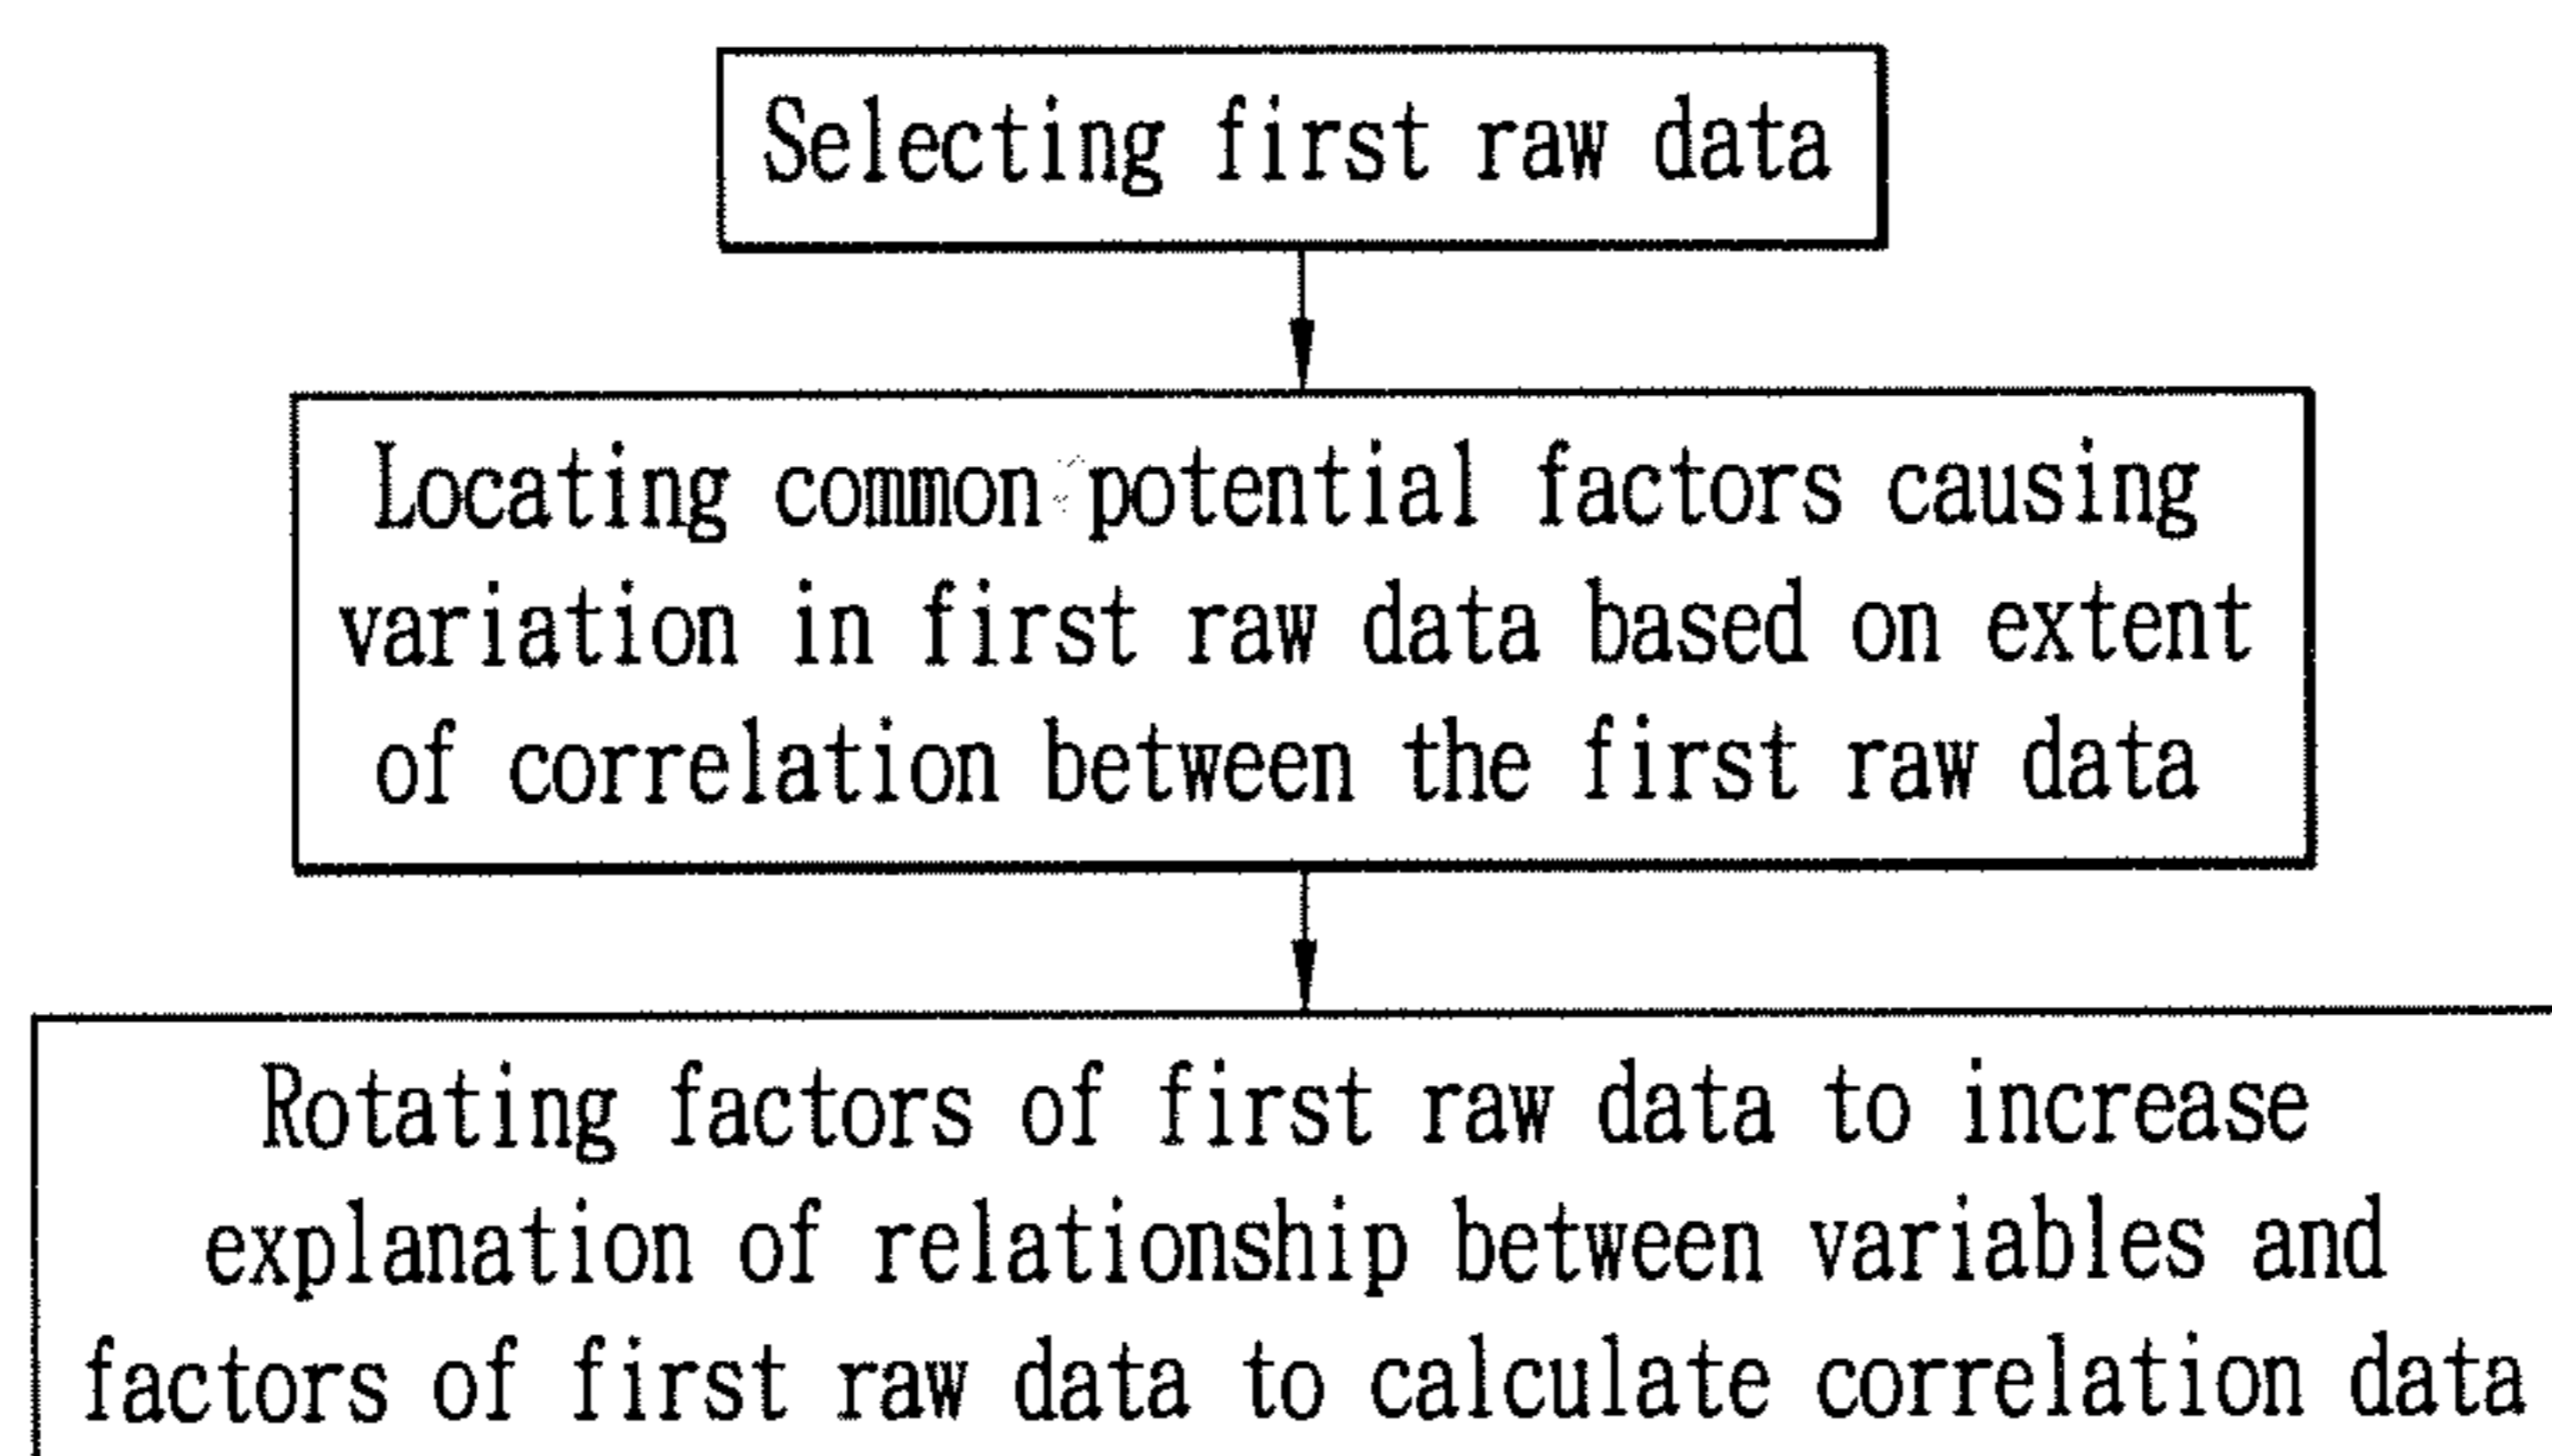 Selecting first raw data
Locating common potential factors causing
variation in first raw data based on extent
of correlation between the first raw data
Rotating factors of first raw data to increase
explanation of relationship between variables and
factors of first raw data to calculate correlation data